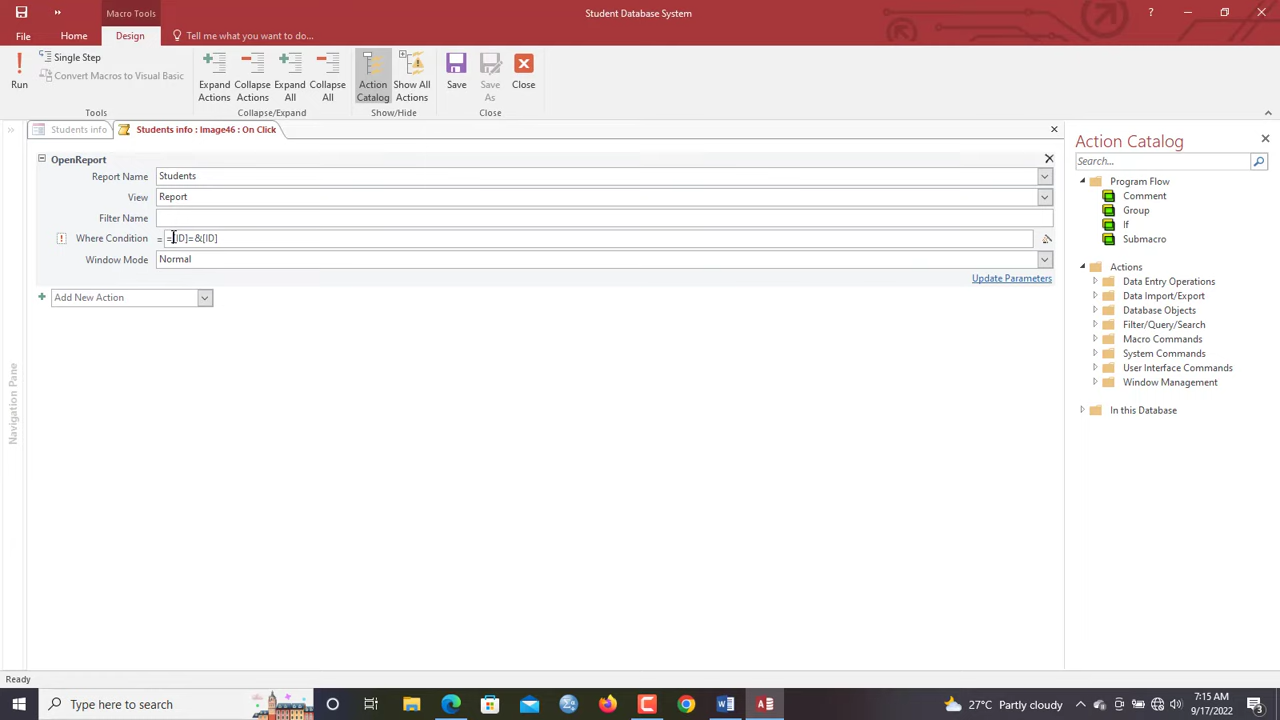 Macro Tools
Student Database System
File
Home
Design
Tell me what you want to do...
Run
Single Step
Convert Macros to Visual Basic
Tools
Expand Actions
Collapse Actions
Expand All
Collapse All
Collapse/Expand
Action Catalog
Show All Actions
Show/Hide
Save
Save As
Close
Close
Students info
Students info : Image46 : On Click
OpenReport
Report Name
Students
View
Report
Filter Name
Where Condition
= =[ID]=&[ID]
Window Mode
Normal
Update Parameters
Add New Action
Navigation Pane
Action Catalog
Search...
Program Flow
Comment
Group
If
Submacro
Actions
Data Entry Operations
Data Import/Export
Database Objects
Filter/Query/Search
Macro Commands
System Commands
User Interface Commands
Window Management
In this Database
Ready
Type here to search
27°C Partly cloudy
7:15 AM
9/17/2022
3